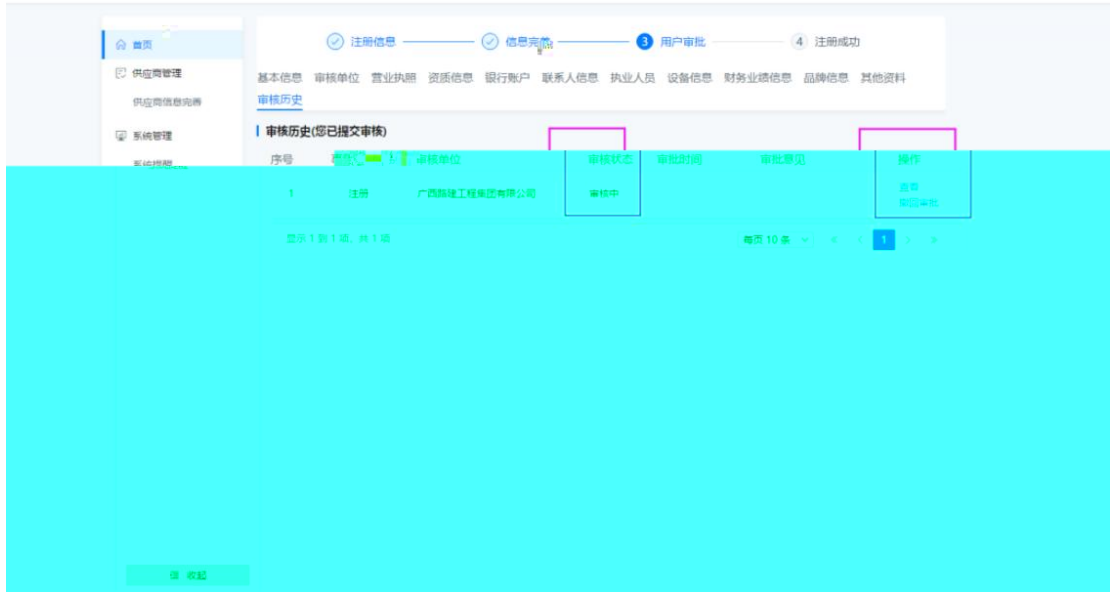 注册信息 信息完善 3 用户审批 4 注册成功
首页
供应商管理
供应商信息完善
系统管理
系统提醒
基本信息 审核单位 营业执照 资质信息 银行账户 联系人信息 执业人员 设备信息 财务业绩信息 品牌信息 其他资料
审核历史
审核历史(您已提交审核)
序号 审核单位 审核状态 审批时间 审批意见 操作
1 注册 广西路建工程集团有限公司 审核中 查看
撤回审批
显示 1 到 1 项, 共 1 项 每页 10 条 1
收起